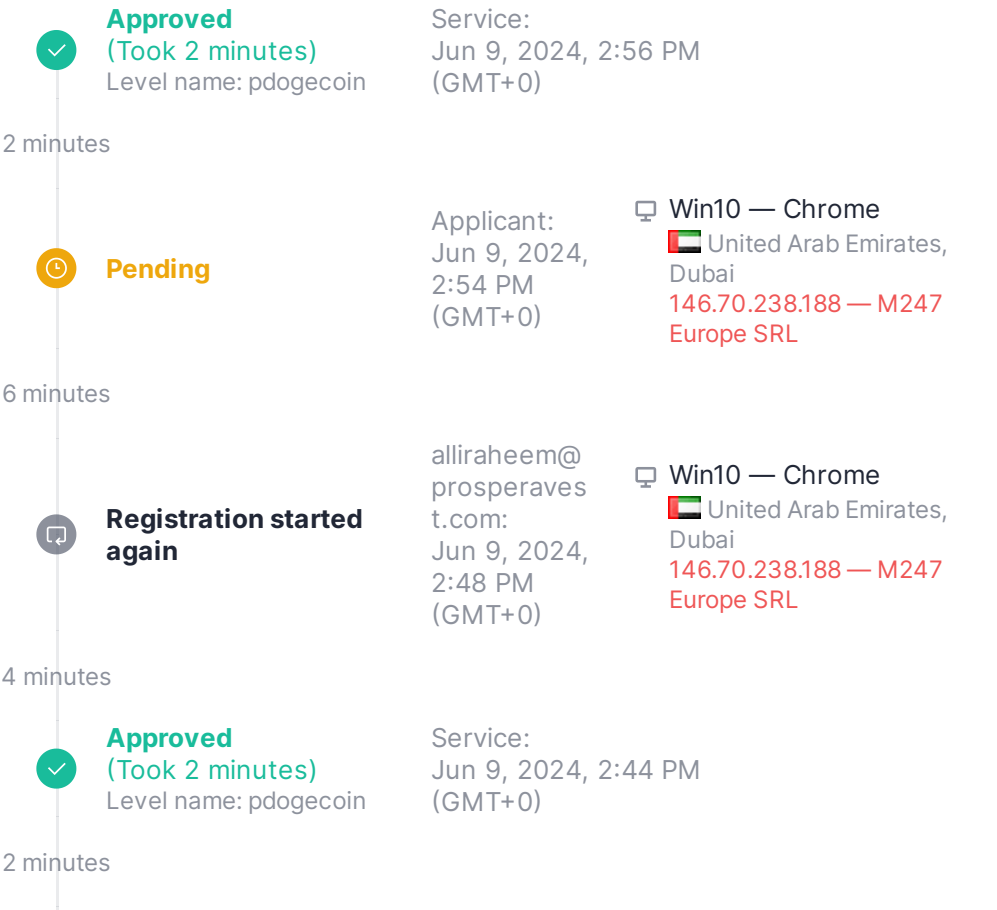 Approved
(Took 2 minutes)
Level name: pdogecoin
Service:
Jun 9, 2024, 2:56 PM
(GMT+0)
2 minutes
Pending
Applicant:
Jun 9, 2024,
2:54 PM
(GMT+0)
Win10 — Chrome
United Arab Emirates,
Dubai
146.70.238.188 — M247
Europe SRL
6 minutes
Registration started
again
alliraheem@
prosperaves
t.com:
Jun 9, 2024,
2:48 PM
(GMT+0)
Win10 — Chrome
United Arab Emirates,
Dubai
146.70.238.188 — M247
Europe SRL
4 minutes
Approved
(Took 2 minutes)
Level name: pdogecoin
Service:
Jun 9, 2024, 2:44 PM
(GMT+0)
2 minutes